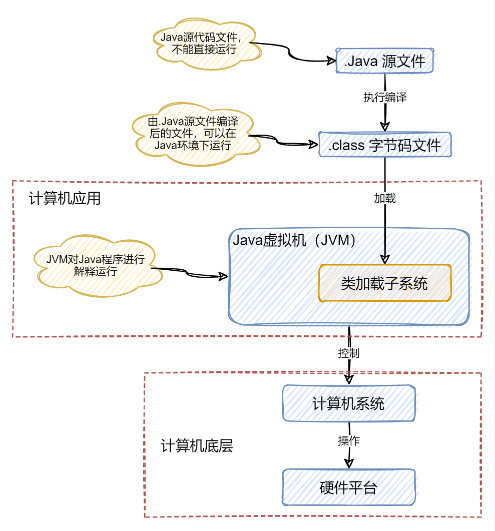 Java源代码文件，
不能直接运行
.Java 源文件
执行编译
由.Java源文件编译
后的文件，可以在
Java环境下运行
.class 字节码文件
计算机应用
加载
Java虚拟机（JVM）
JVM对Java程序进行
解释运行
类加载子系统
控制
计算机系统
计算机底层
操作
硬件平台